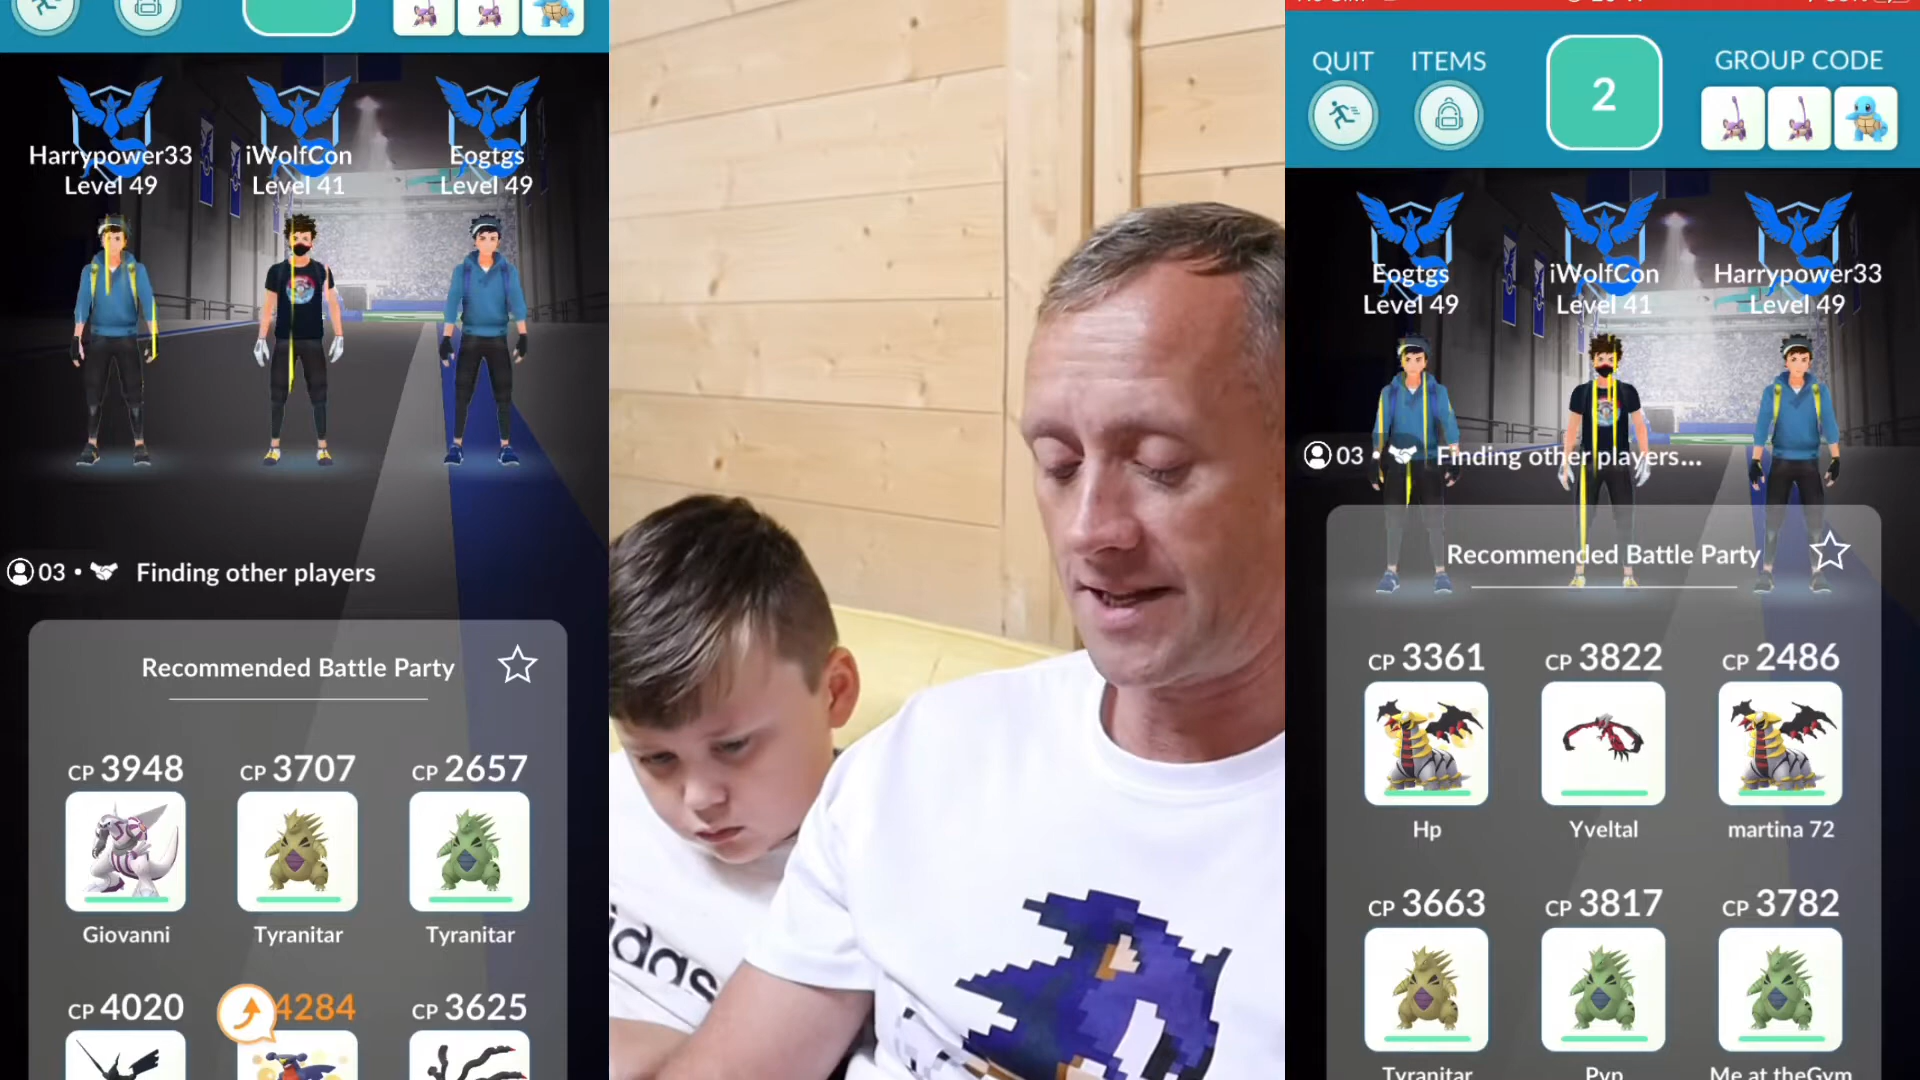 Harrypower33
Level 49
iWolfCon
Level 41
Eogtgs
Level 49
03 • Finding other players
Recommended Battle Party
CP 3948
CP 3707
CP 2657
Giovanni
Tyranitar
Tyranitar
CP 4020
4284
CP 3625
idas
QUIT
ITEMS
2
GROUP CODE
Eogtgs
Level 49
iWolfCon
Level 41
Harrypower33
Level 49
03 • Finding other players...
Recommended Battle Party
CP 3361
CP 3822
CP 2486
Hp
Yveltal
martina 72
CP 3663
CP 3817
CP 3782
Tyranitar
Pvp
Me at theGym